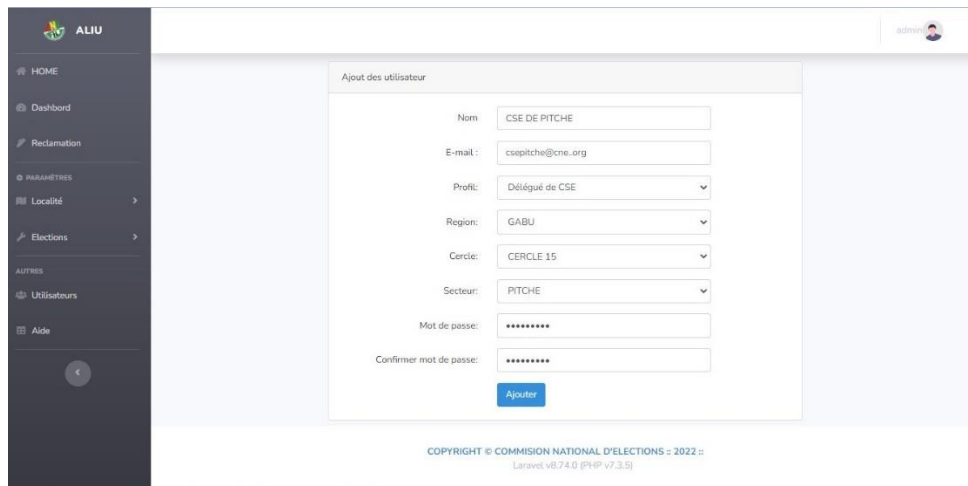 ALIU
admin
HOME
Dashbord
Reclamation
PARAMÈTRES
Localité
Elections
AUTRES
Utilisateurs
Aide
Ajout des utilisateur
Nom CSE DE PITCHE
E-mail : csepitche@cne..org
Profil: Délégué de CSE
Region: GABU
Cercle: CERCLE 15
Secteur: PITCHE
Mot de passe: •••••••••
Confirmer mot de passe: •••••••••
Ajouter
COPYRIGHT © COMMISION NATIONAL D'ELECTIONS :: 2022 ::
Laravel v8.74.0 (PHP v7.3.5)